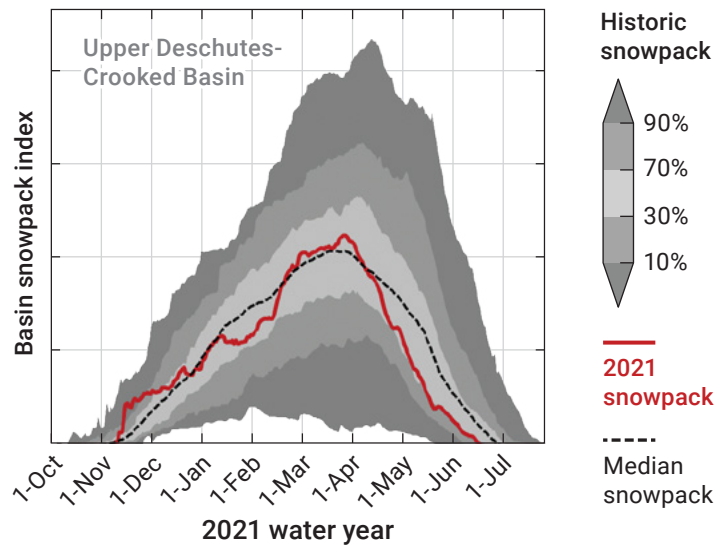 Upper Deschutes-
Crooked Basin
Basin snowpack index
1-Oct
1-Nov
1-Dec
1-Jan
1-Feb
1-Mar
1-Apr
1-May
1-Jun
1-Jul
2021 water year
Historic
snowpack
90%
70%
30%
10%
2021
snowpack
Median
snowpack